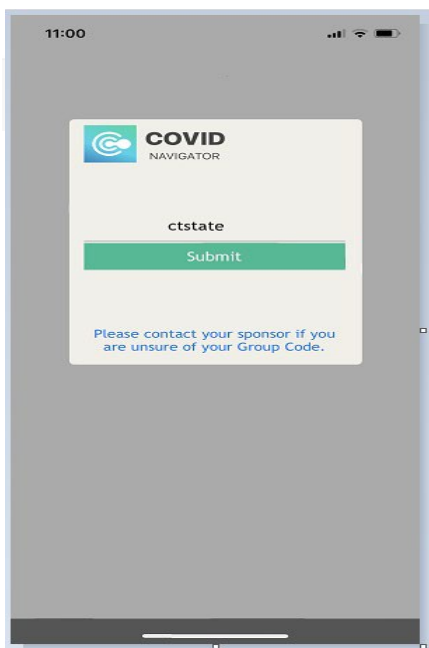 11:00
COVID
NAVIGATOR
ctstate
Submit
Please contact your sponsor if you
are unsure of your Group Code.